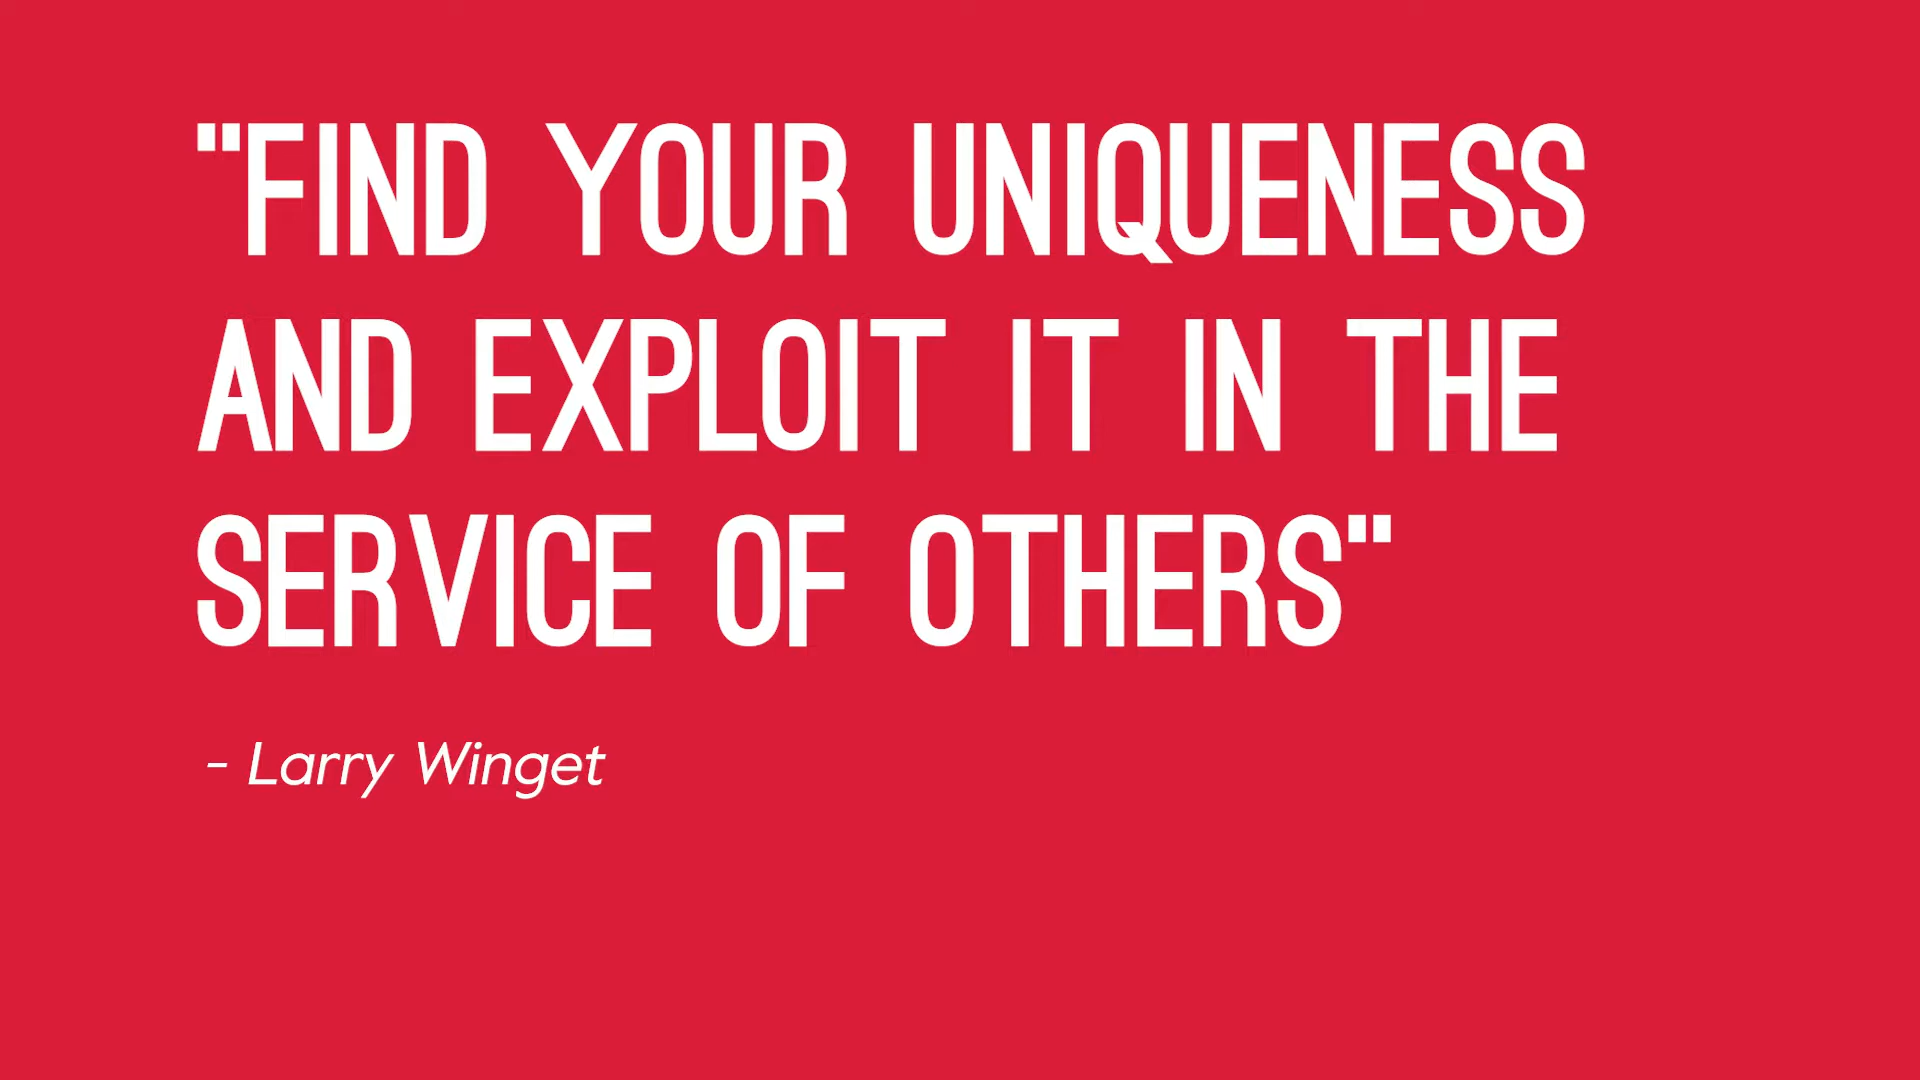 "FIND YOUR UNIQUENESS
AND EXPLOIT IT IN THE
SERVICE OF OTHERS"
- Larry Winget